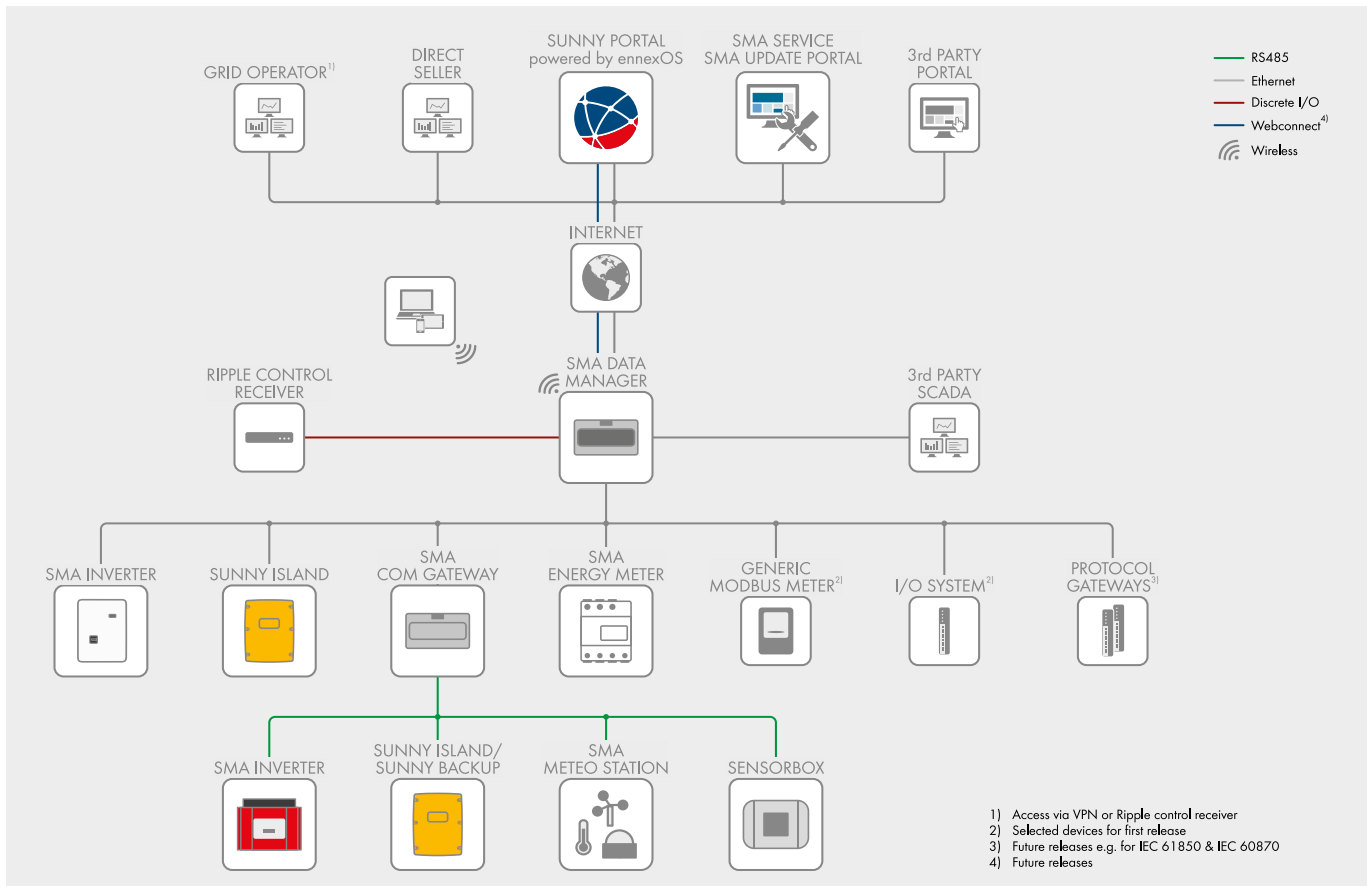 GRID OPERATOR1)
DIRECT
SELLER
SUNNY PORTAL
powered by ennexOS
SMA SERVICE
SMA UPDATE PORTAL
3rd PARTY
PORTAL
RS485
Ethernet
Discrete I/O
Webconnect4)
Wireless
INTERNET
SMA DATA
MANAGER
RIPPLE CONTROL
RECEIVER
3rd PARTY
SCADA
SMA INVERTER
SUNNY ISLAND
SMA
COM GATEWAY
SMA
ENERGY METER
GENERIC
MODBUS METER2)
I/O SYSTEM2)
PROTOCOL
GATEWAYS3)
SMA INVERTER
SUNNY ISLAND/
SUNNY BACKUP
SMA
METEO STATION
SENSORBOX
1) Access via VPN or Ripple control receiver
2) Selected devices for first release
3) Future releases e.g. for IEC 61850 & IEC 60870
4) Future releases